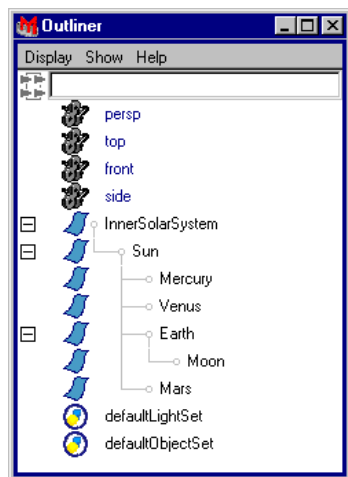 Outliner
Display Show Help
persp
top
front
side
InnerSolarSystem
Sun
Mercury
Venus
Earth
Moon
Mars
defaultLightSet
defaultObjectSet